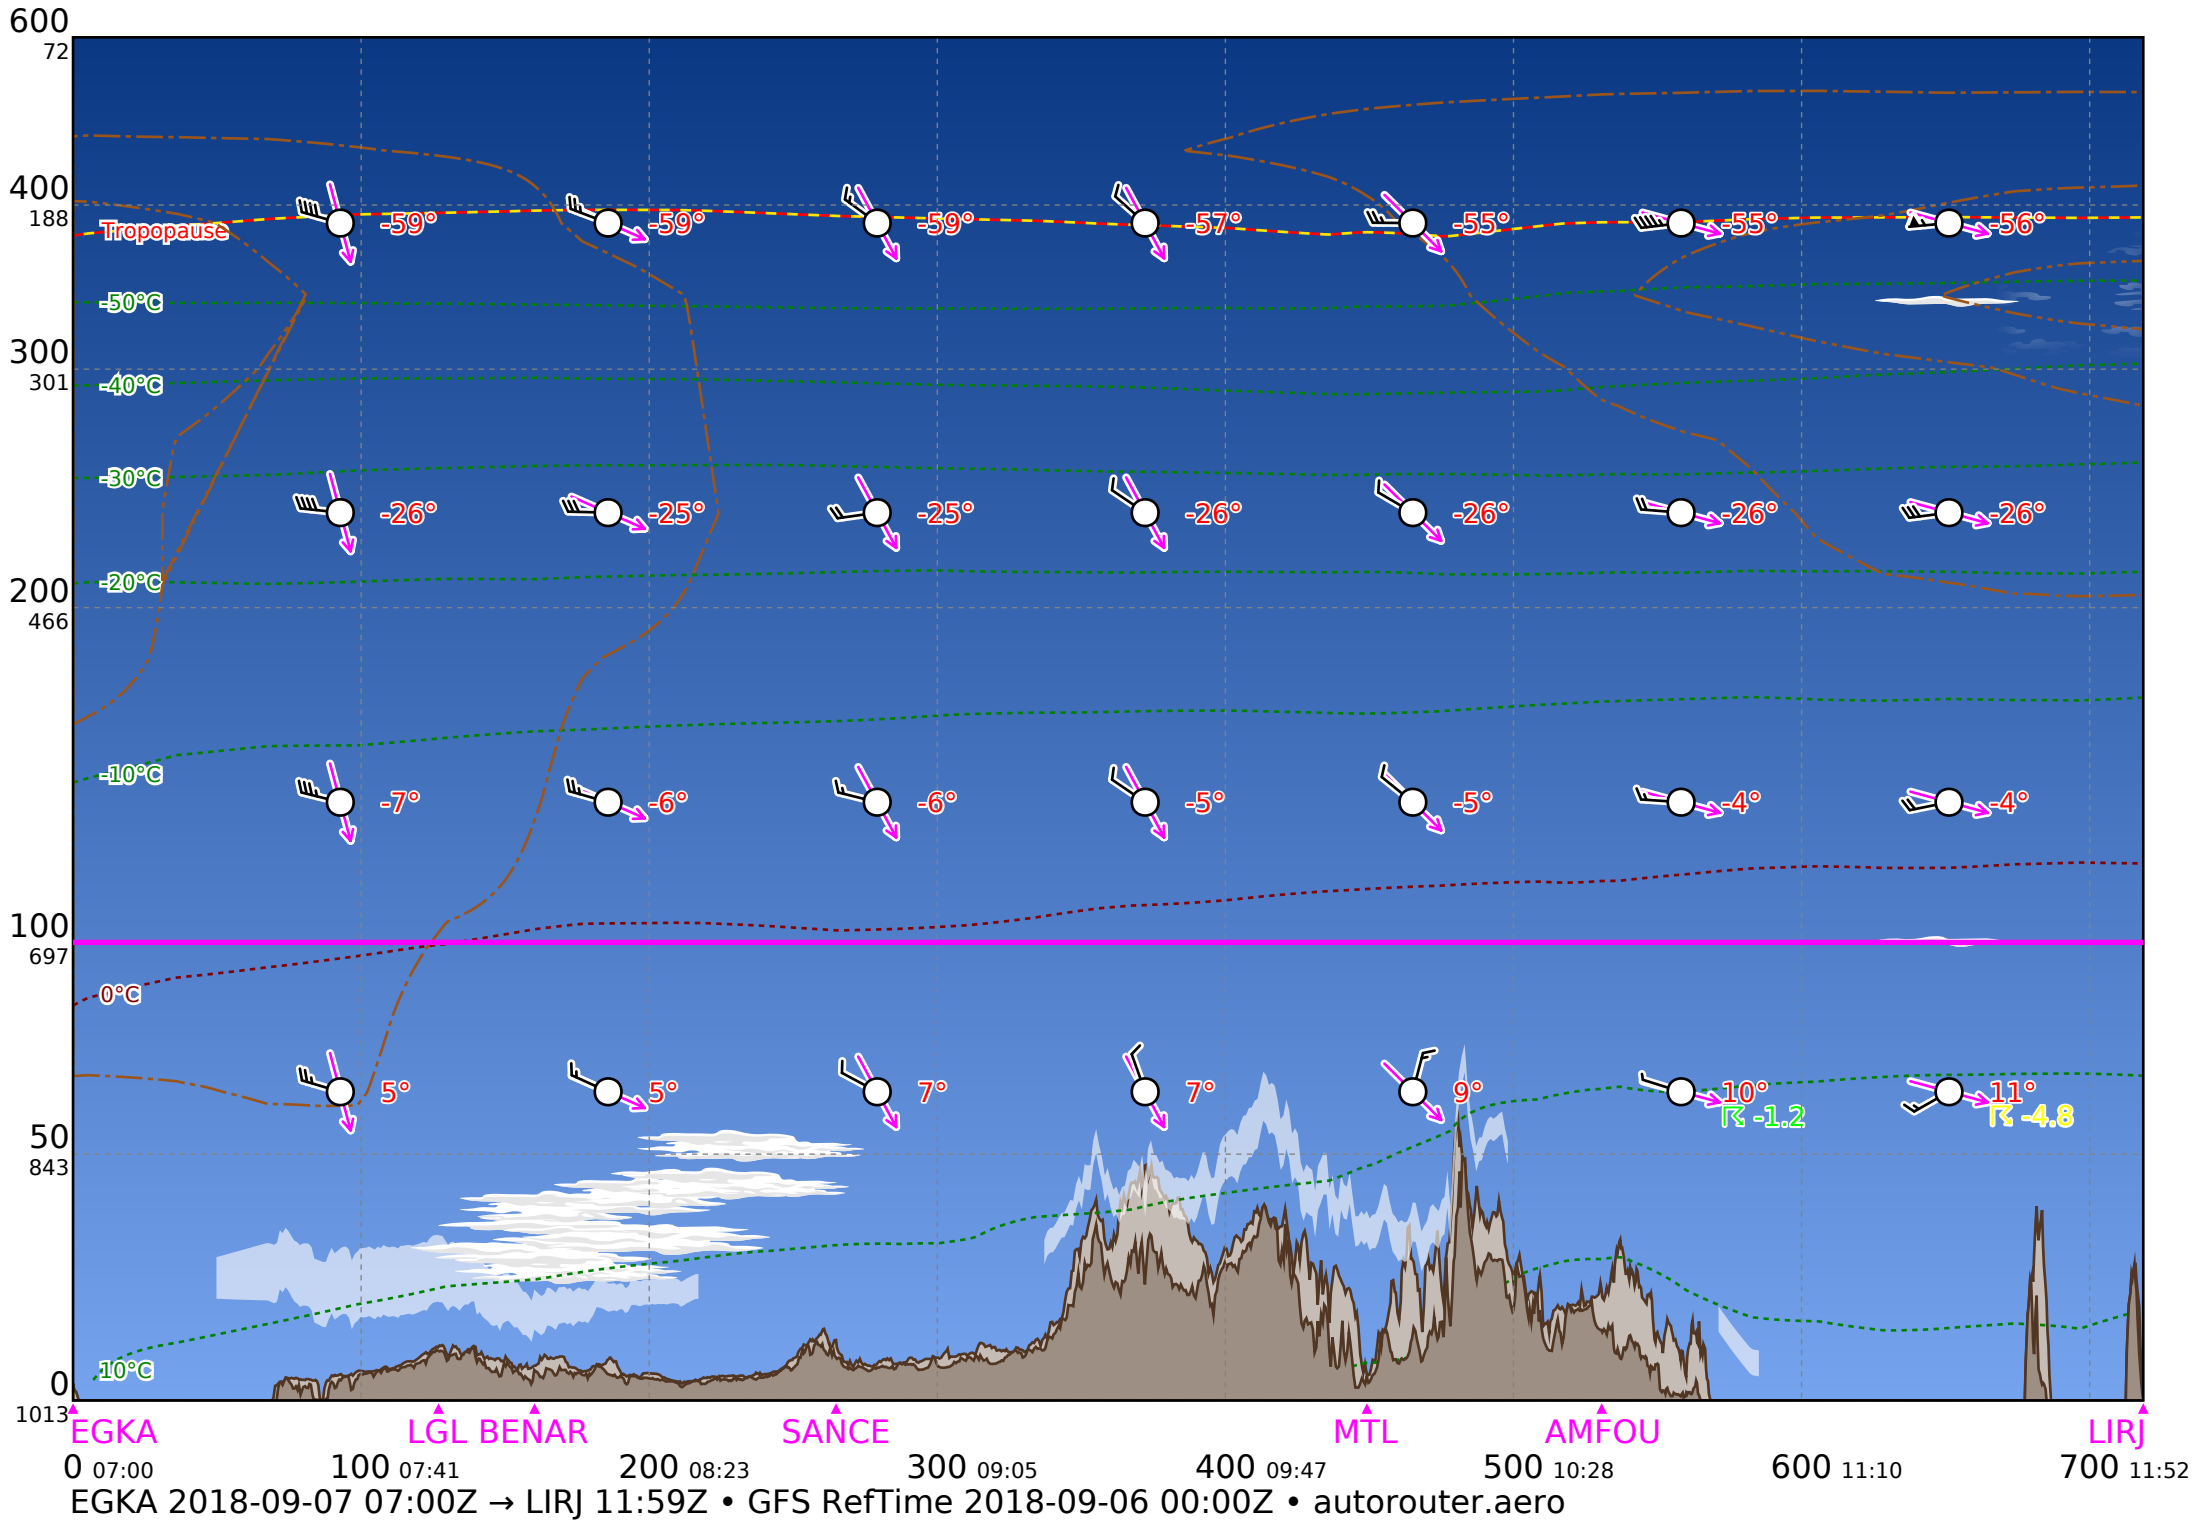 600
72
400
188
Tropopause -59° -59° -59° -57° -55° -55° -56°
-50°C
300
301
-40°C
-30°C
-26° -25° -25° -26° -26° -26° -26°
-20°C
200
466
-10°C
-7° -6° -6° -5° -5° -4° -4°
100
697
0°C
5° 5° 7° 7° 9° 10° 11°
-1.2 -4.8
50
843
10°C
0
1013
EGKA LGL BENAR SANCE MTL AMFOU LIRJ
0 07:00 100 07:41 200 08:23 300 09:05 400 09:47 500 10:28 600 11:10 700 11:52
EGKA 2018-09-07 07:00Z → LIRJ 11:59Z • GFS RefTime 2018-09-06 00:00Z • autorouter.aero